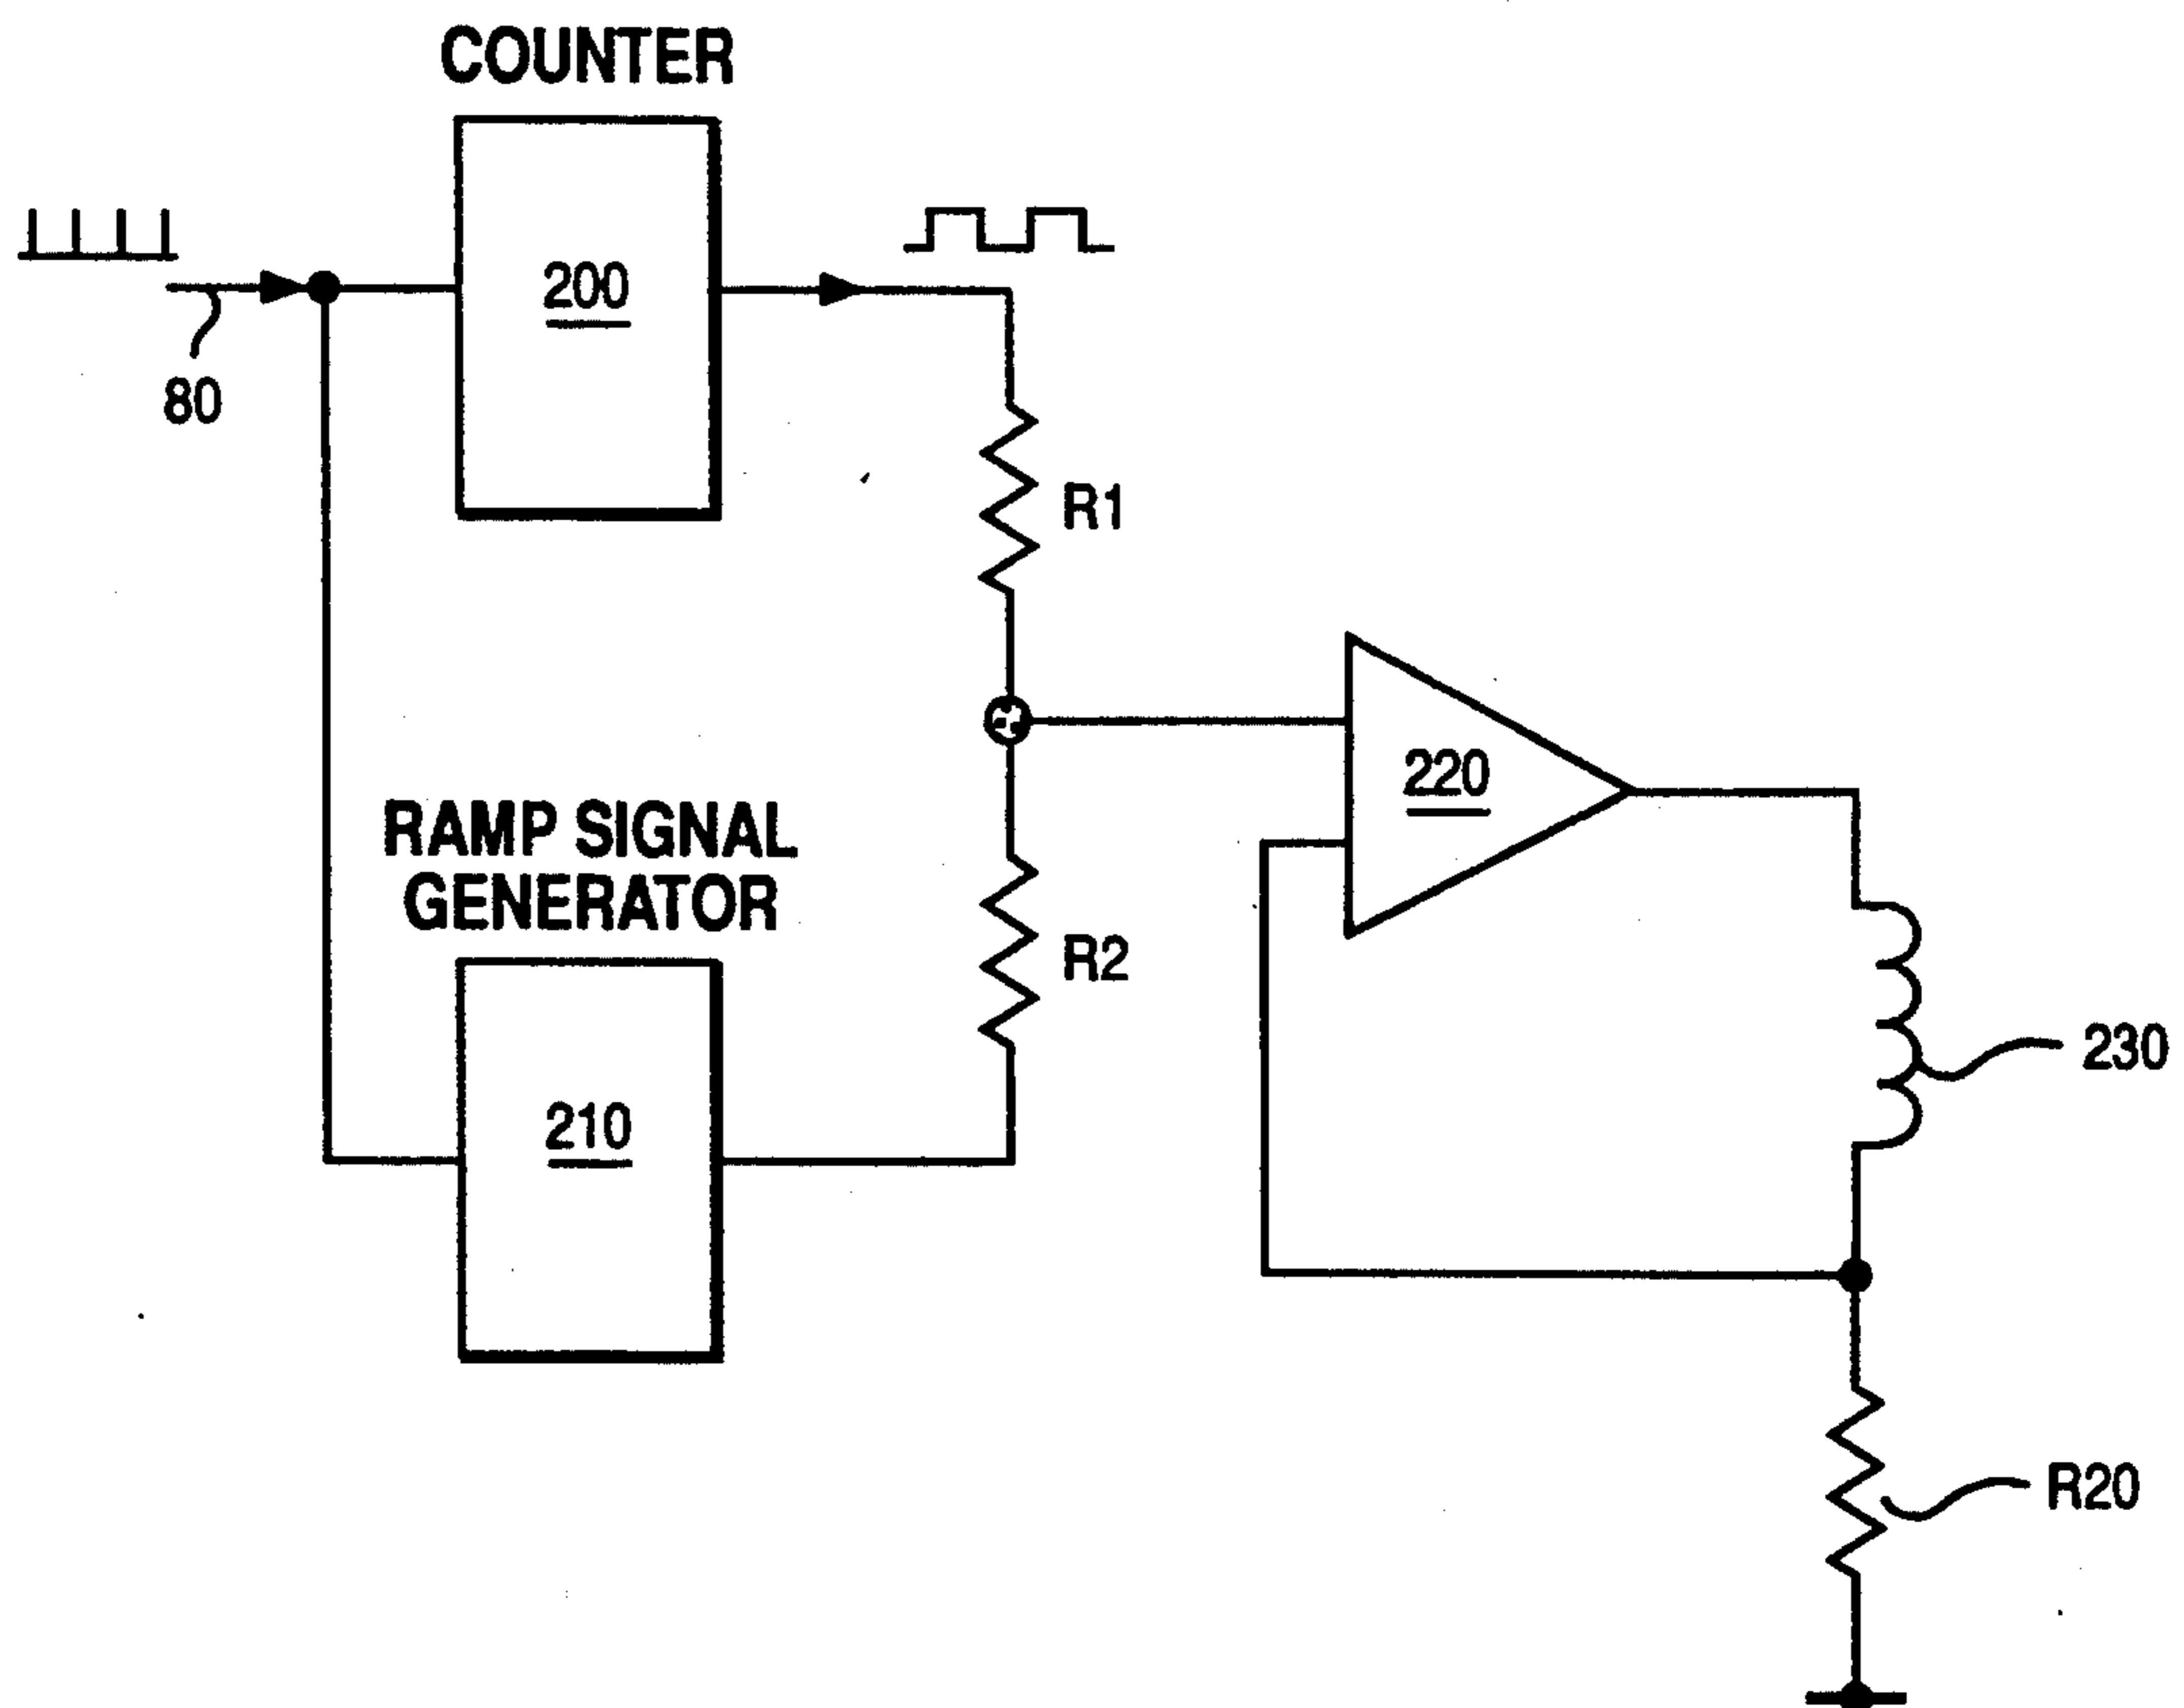 COUNTER
200
80
R1
220
RAMP SIGNAL
GENERATOR
R2
230
210
R20